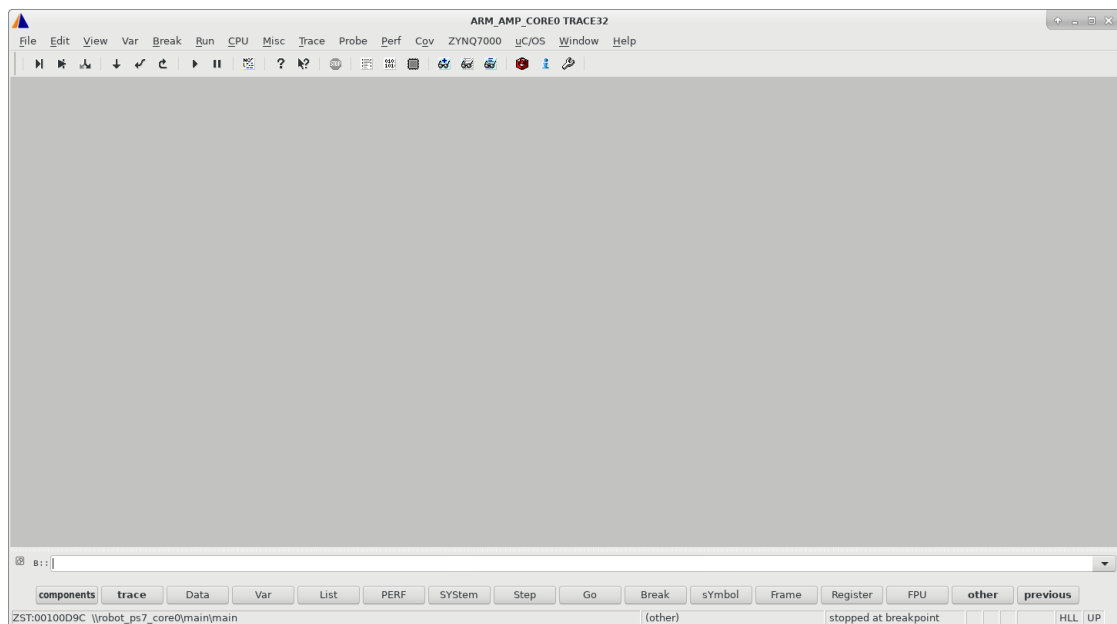 ARM_AMP_CORE0 TRACE32
File Edit View Var Break Run CPU Misc Trace Probe Perf Cov ZYNQ7000 uC/OS Window Help
B::
components trace Data Var List PERF SYStem Step Go Break sYmbol Frame Register FPU other previous
ZST:00100D9C \\robot_ps7_core0\main\main (other) stopped at breakpoint HLL UP